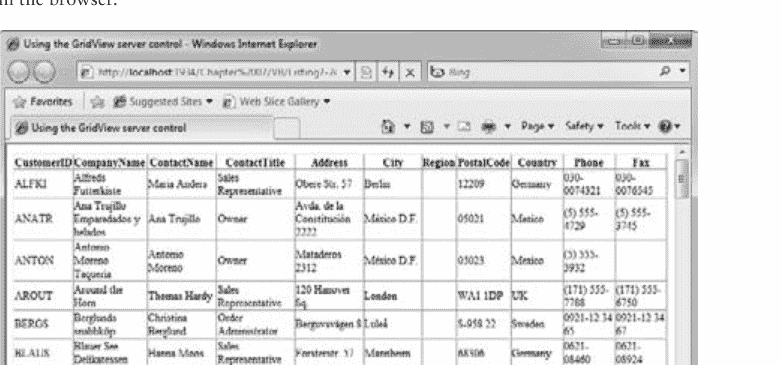 in the browser.
Using the GridView server control - Windows Internet Explorer
Bing
Favorites Suggested Sites Web Slice Gallery
Using the GridView server control Page Safety Tools
CustomerID CompanyName ContactName ContactTitle Address City Region PostalCode Country Phone Fax
ALFKI Alfreds Futterkiste Maria Anders Sales Representative Obere Str. 57 Berlin 12209 Germany 030-0074321 030-0076545
ANATR Ana Trujillo Emparedados y helados Ana Trujillo Owner Avda. de la Constitución 2222 México D.F. 05021 Mexico (5) 555-4729 (5) 555-3745
ANTON Antonio Moreno Taquería Antonio Moreno Owner Mataderos 2312 México D.F. 05023 Mexico (5) 555-3932
AROUT Around the Horn Thomas Hardy Sales Representative 120 Hanover Sq. London WA1 1DP UK (171) 555-7788 (171) 555-6750
BERGS Berglunds snabbköp Christina Berglund Order Administrator Berguvsvägen 8 Luleå S-958 22 Sweden 0921-12 34 65 0921-12 34 67
BLAUS Blauer See Delikatessen Hanna Moos Sales Representative Forsterstr. 57 Mannheim 68306 Germany 0621-08460 0621-08924